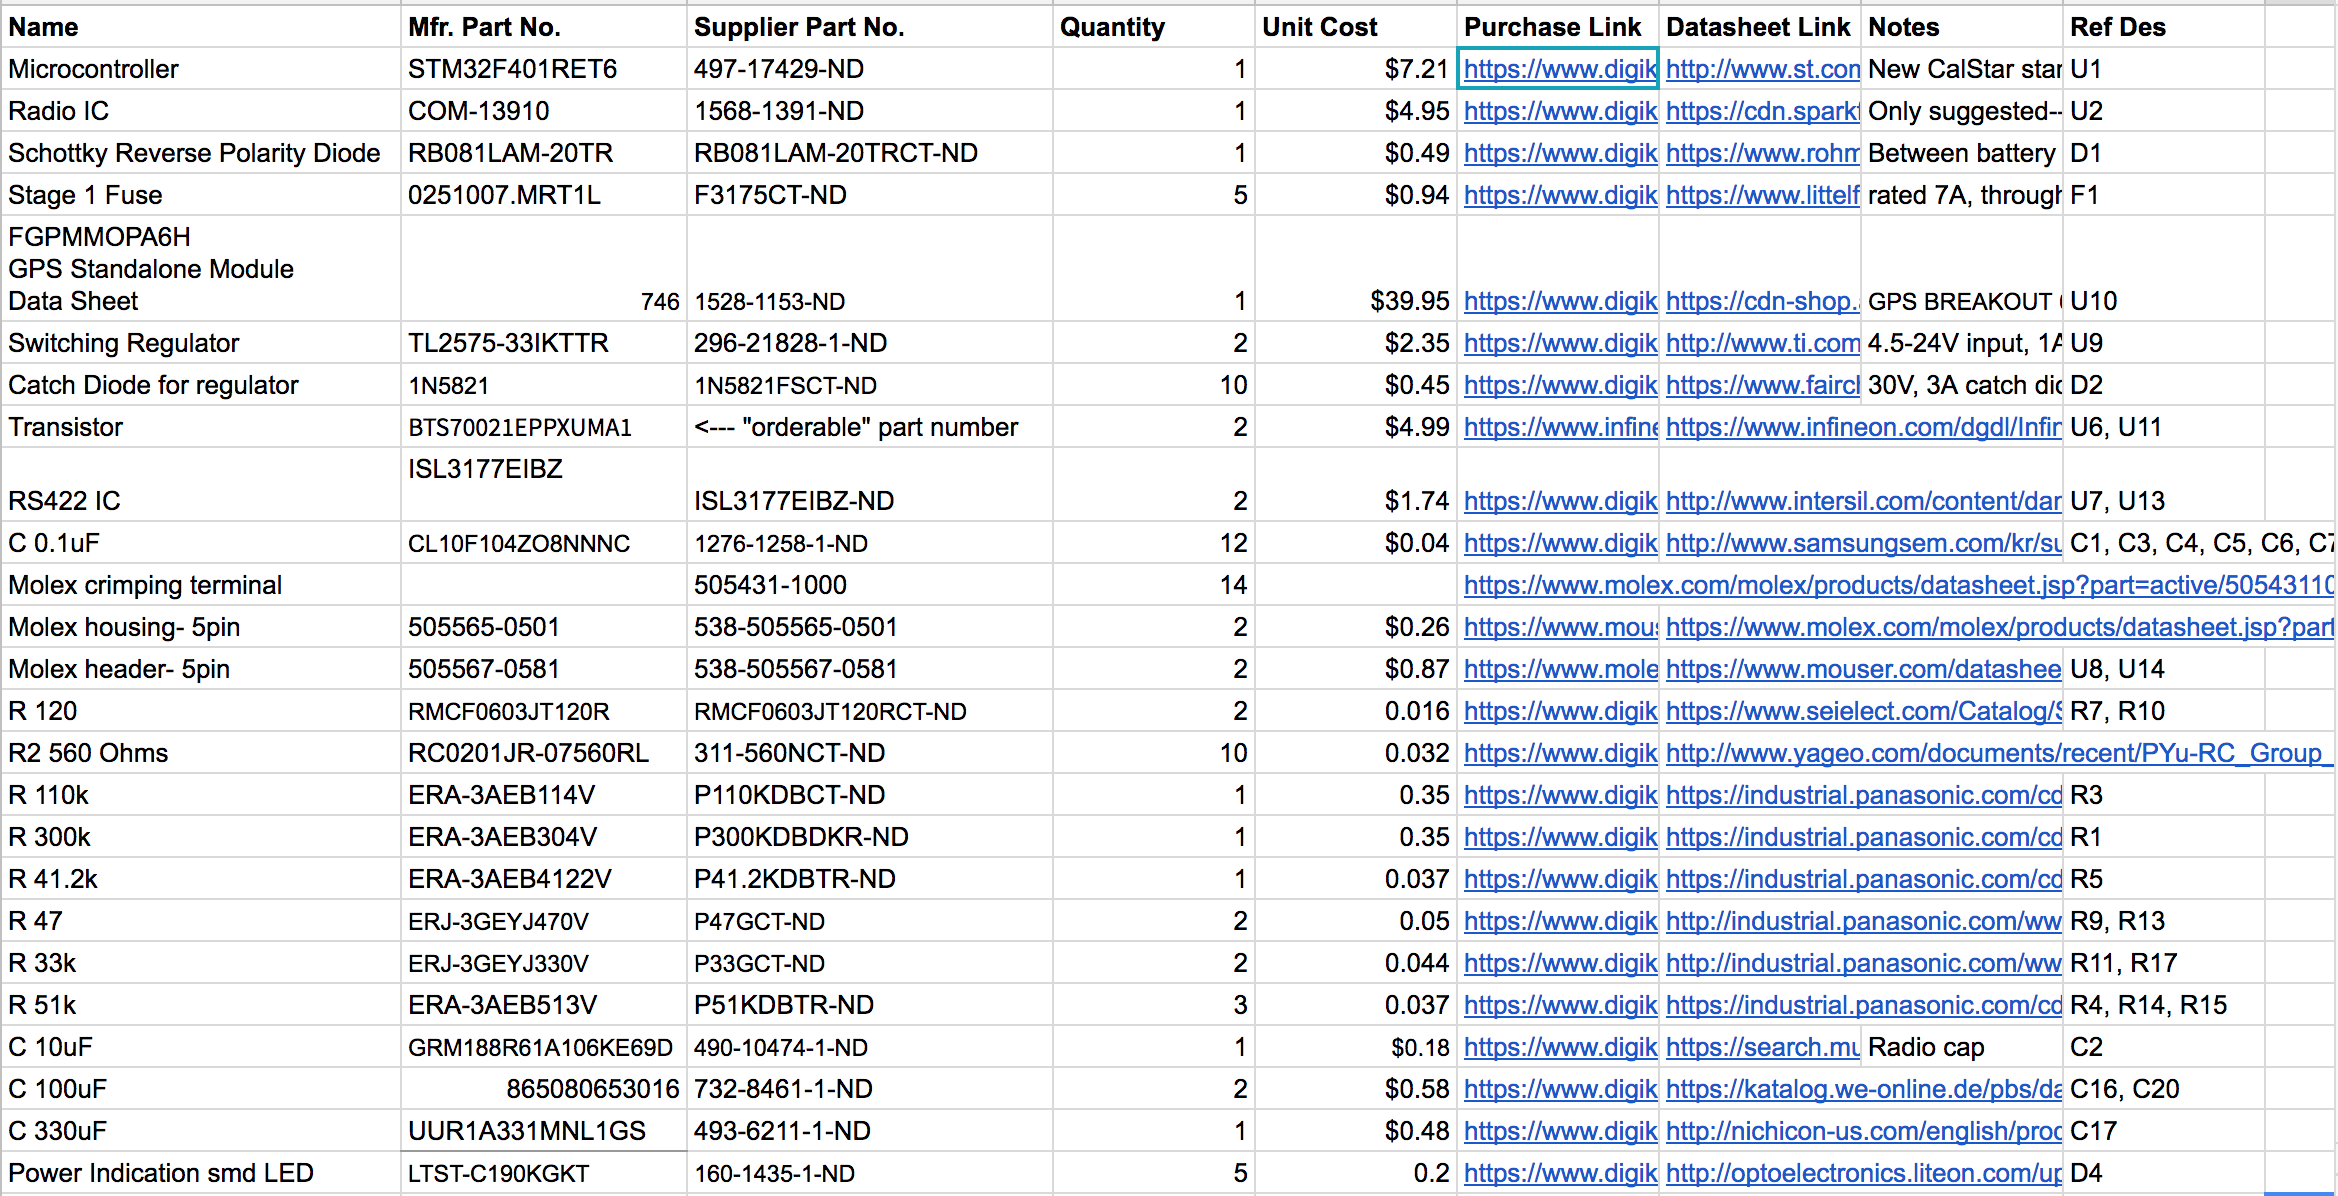 Name Mfr. Part No. Supplier Part No. Quantity Unit Cost Purchase Link Datasheet Link Notes Ref Des
Microcontroller STM32F401RET6 497-17429-ND 1 $7.21 https://www.digik http://www.st.com New CalStar star U1
Radio IC COM-13910 1568-1391-ND 1 $4.95 https://www.digik https://cdn.sparkf Only suggested-- U2
Schottky Reverse Polarity Diode RB081LAM-20TR RB081LAM-20TRCT-ND 1 $0.49 https://www.digik https://www.rohm Between battery D1
Stage 1 Fuse 0251007.MRT1L F3175CT-ND 5 $0.94 https://www.digik https://www.littelf rated 7A, through F1
FGPMMOPA6H
GPS Standalone Module
Data Sheet 746 1528-1153-ND 1 $39.95 https://www.digik https://cdn-shop. GPS BREAKOUT U10
Switching Regulator TL2575-33IKTTR 296-21828-1-ND 2 $2.35 https://www.digik http://www.ti.com 4.5-24V input, 1A U9
Catch Diode for regulator 1N5821 1N5821FSCT-ND 10 $0.45 https://www.digik https://www.fairch 30V, 3A catch dio D2
Transistor BTS70021EPPXUMA1 <--- "orderable" part number 2 $4.99 https://www.infine https://www.infineon.com/dgdl/Infin U6, U11
ISL3177EIBZ
RS422 IC ISL3177EIBZ-ND 2 $1.74 https://www.digik http://www.intersil.com/content/dam U7, U13
C 0.1uF CL10F104ZO8NNNC 1276-1258-1-ND 12 $0.04 https://www.digik http://www.samsungsem.com/kr/su C1, C3, C4, C5, C6, C7
Molex crimping terminal 505431-1000 14 https://www.molex.com/molex/products/datasheet.jsp?part=active/50543110
Molex housing- 5pin 505565-0501 538-505565-0501 2 $0.26 https://www.mous https://www.molex.com/molex/products/datasheet.jsp?part
Molex header- 5pin 505567-0581 538-505567-0581 2 $0.87 https://www.mole https://www.mouser.com/datashee U8, U14
R 120 RMCF0603JT120R RMCF0603JT120RCT-ND 2 0.016 https://www.digik https://www.seielect.com/Catalog/S R7, R10
R2 560 Ohms RC0201JR-07560RL 311-560NCT-ND 10 0.032 https://www.digik http://www.yageo.com/documents/recent/PYu-RC_Group_
R 110k ERA-3AEB114V P110KDBCT-ND 1 0.35 https://www.digik https://industrial.panasonic.com/cd R3
R 300k ERA-3AEB304V P300KDBDKR-ND 1 0.35 https://www.digik https://industrial.panasonic.com/cd R1
R 41.2k ERA-3AEB4122V P41.2KDBTR-ND 1 0.037 https://www.digik https://industrial.panasonic.com/cd R5
R 47 ERJ-3GEYJ470V P47GCT-ND 2 0.05 https://www.digik http://industrial.panasonic.com/ww R9, R13
R 33k ERJ-3GEYJ330V P33GCT-ND 2 0.044 https://www.digik http://industrial.panasonic.com/ww R11, R17
R 51k ERA-3AEB513V P51KDBTR-ND 3 0.037 https://www.digik https://industrial.panasonic.com/cd R4, R14, R15
C 10uF GRM188R61A106KE69D 490-10474-1-ND 1 $0.18 https://www.digik https://search.mu Radio cap C2
C 100uF 865080653016 732-8461-1-ND 2 $0.58 https://www.digik https://katalog.we-online.de/pbs/da C16, C20
C 330uF UUR1A331MNL1GS 493-6211-1-ND 1 $0.48 https://www.digik http://nichicon-us.com/english/proc C17
Power Indication smd LED LTST-C190KGKT 160-1435-1-ND 5 0.2 https://www.digik http://optoelectronics.liteon.com/up D4